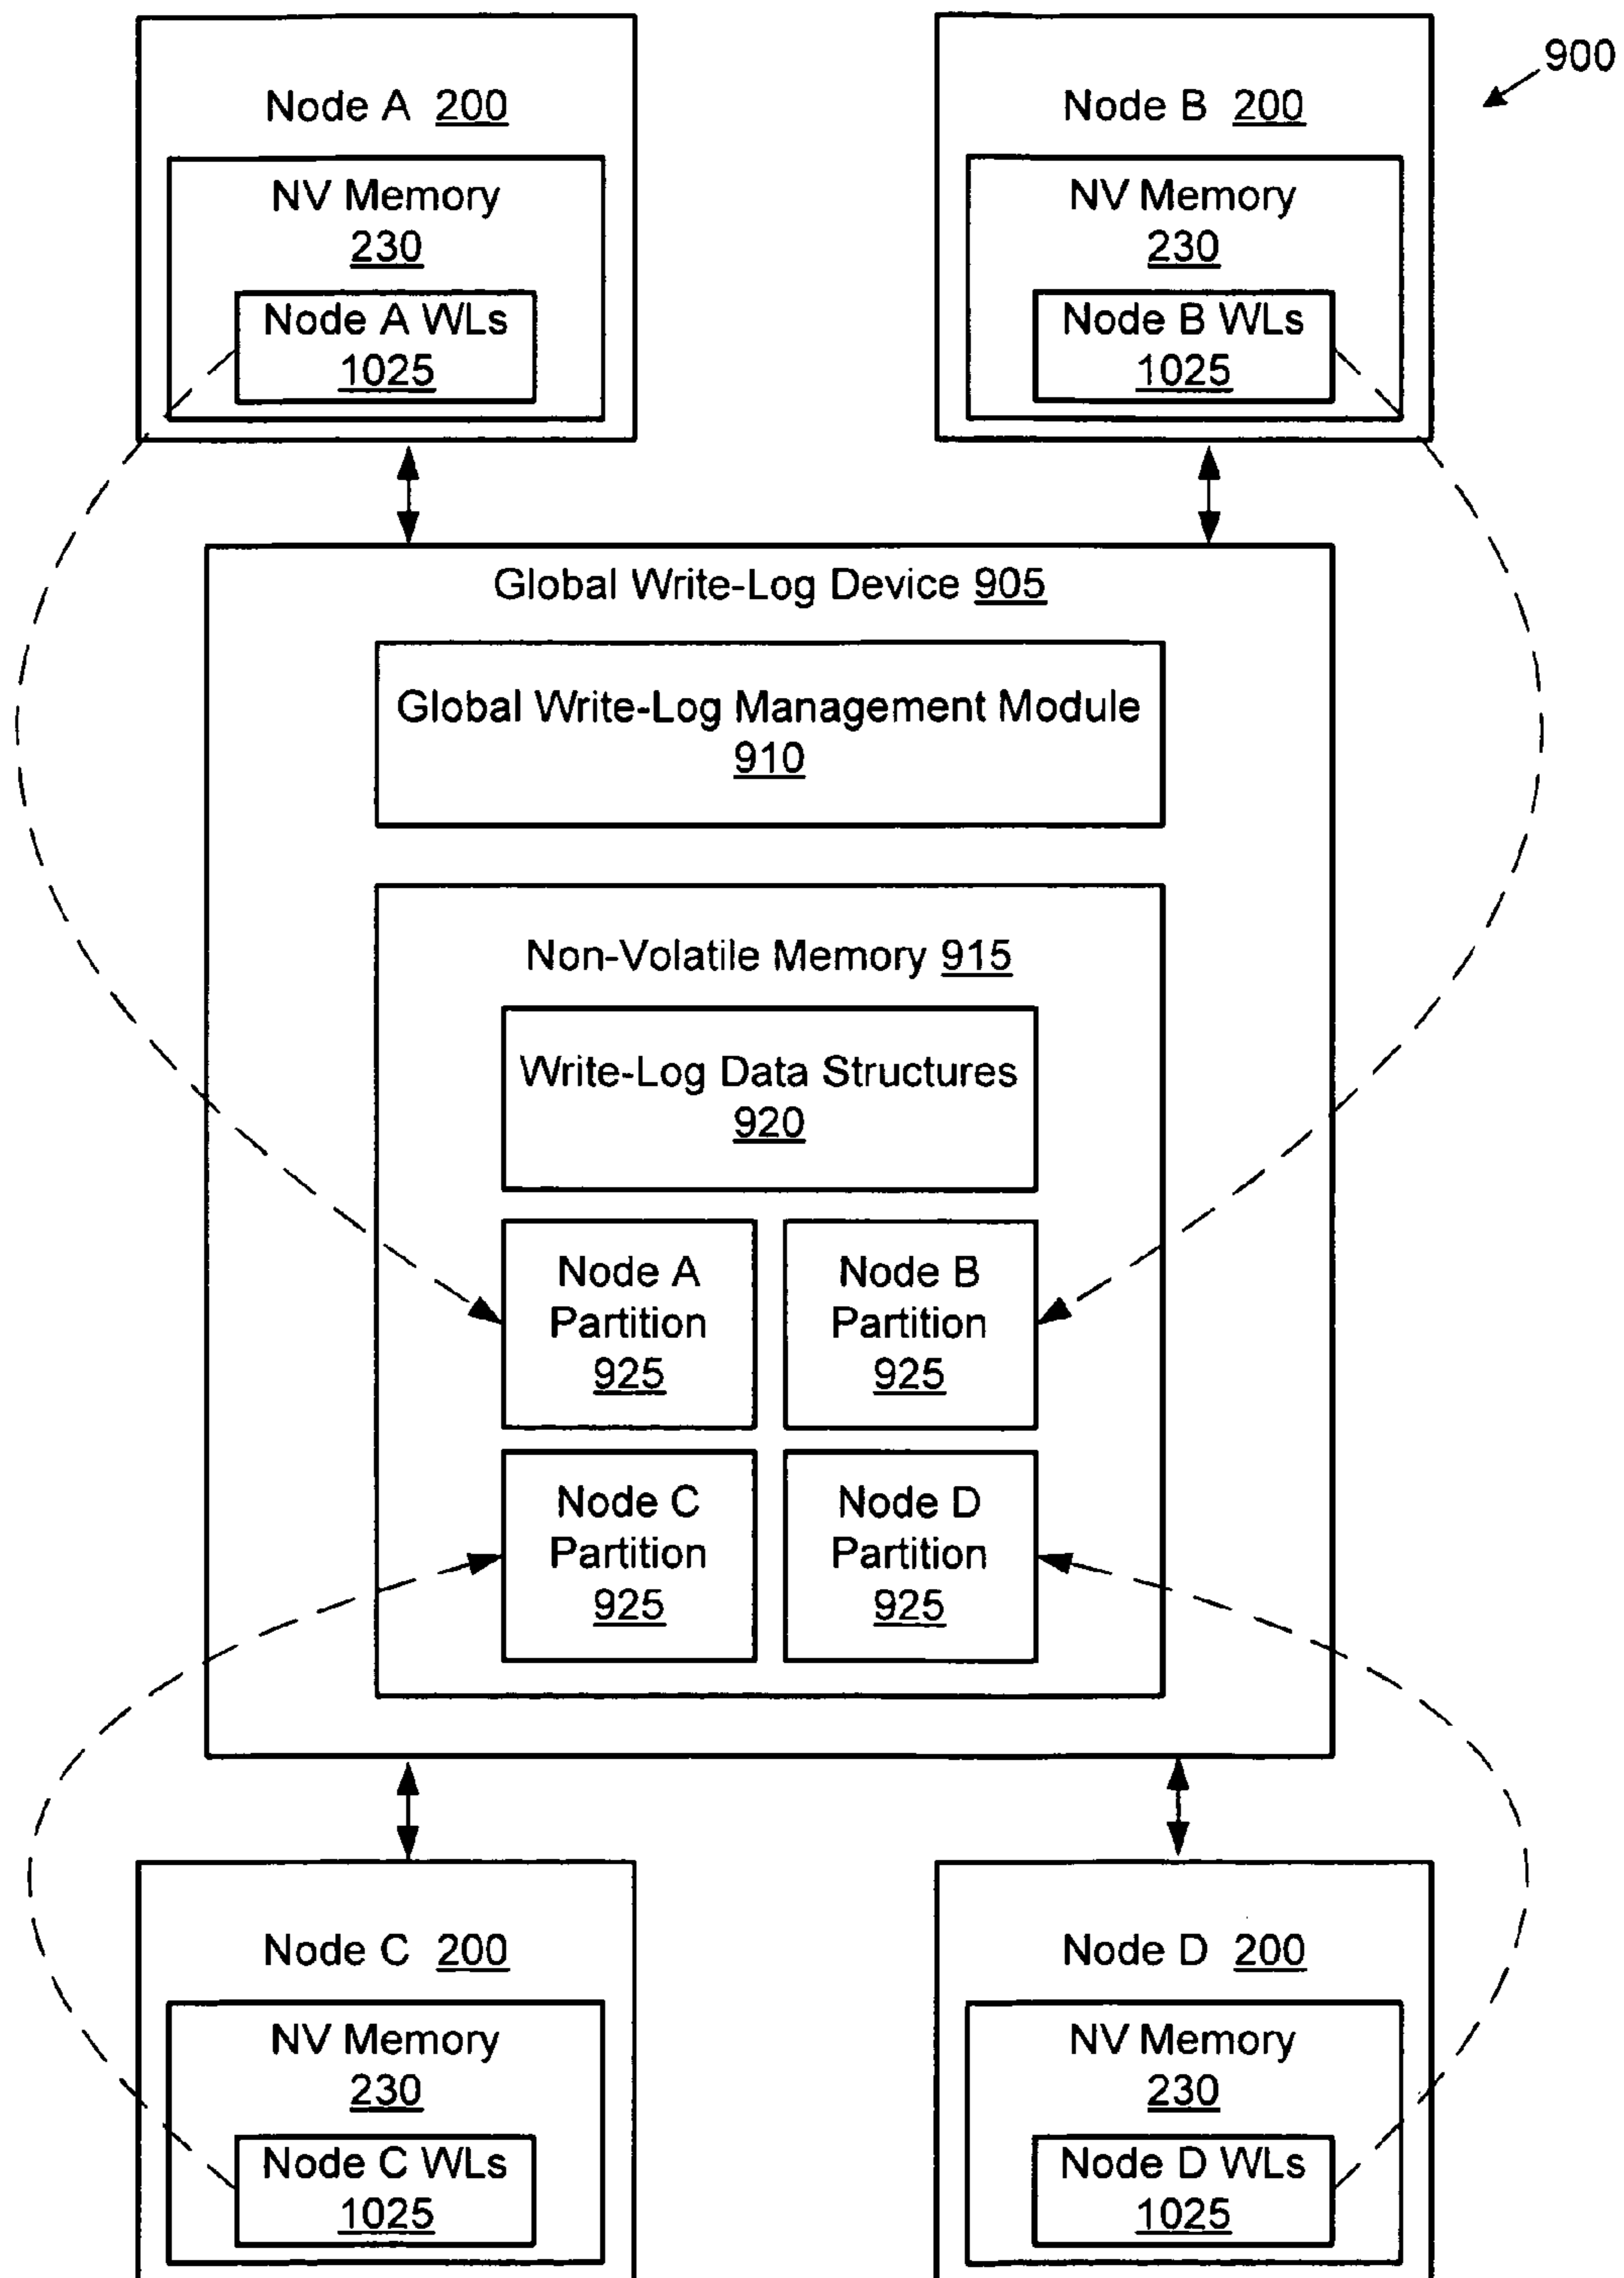 900
Node A 200
NV Memory
230
Node A WLs
1025
Node B 200
NV Memory
230
Node B WLs
1025
Global Write-Log Device 905
Global Write-Log Management Module
910
Non-Volatile Memory 915
Write-Log Data Structures
920
Node A
Partition
925
Node B
Partition
925
Node C
Partition
925
Node D
Partition
925
Node C 200
NV Memory
230
Node C WLs
1025
Node D 200
NV Memory
230
Node D WLs
1025